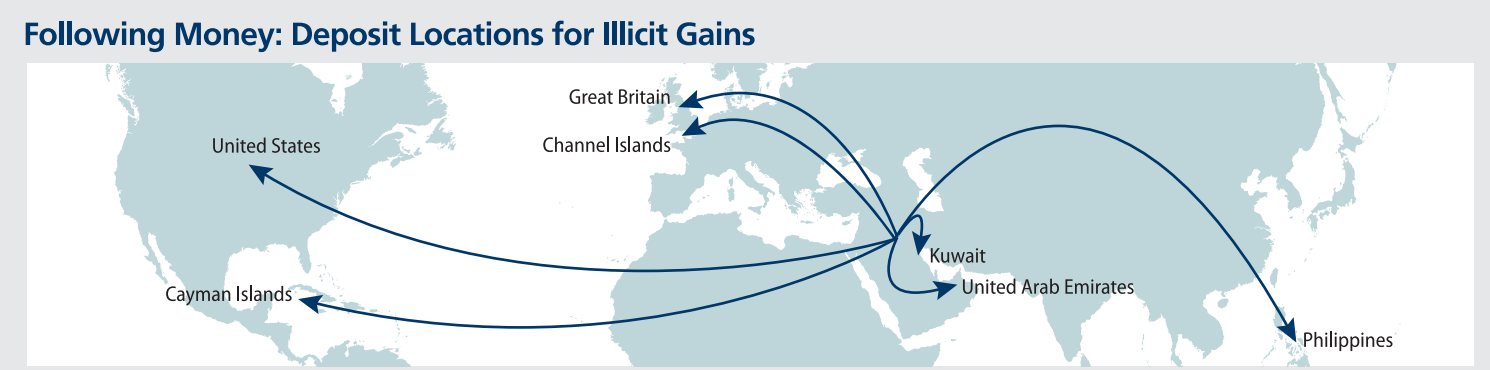 Following Money: Deposit Locations for Illicit Gains
Great Britain
United States
Channel Islands
Kuwait
United Arab Emirates
Cayman Islands
Philippines